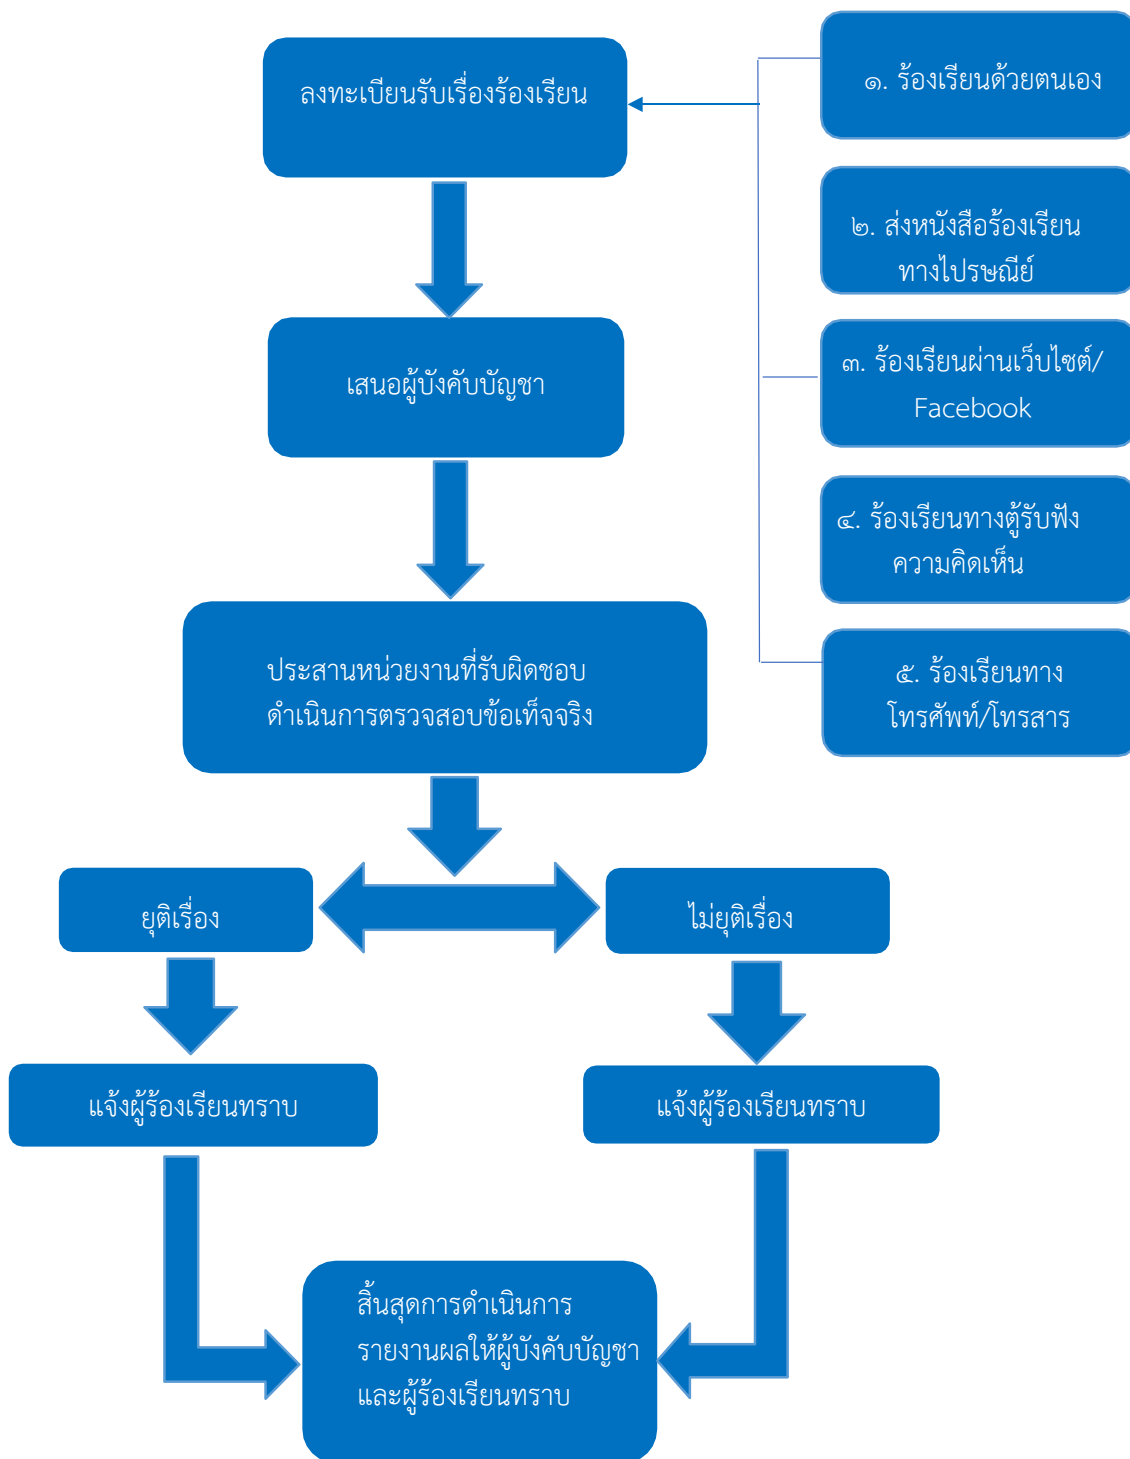 ลงทะเบียนรับเรื่องร้องเรียน
๑. ร้องเรียนด้วยตนเอง
๒. ส่งหนังสือร้องเรียน
ทางไปรษณีย์
๓. ร้องเรียนผ่านเว็บไซต์/
Facebook
๔. ร้องเรียนทางตู้รับฟัง
ความคิดเห็น
๕. ร้องเรียนทาง
โทรศัพท์/โทรสาร
เสนอผู้บังคับบัญชา
ประสานหน่วยงานที่รับผิดชอบ
ดำเนินการตรวจสอบข้อเท็จจริง
ยุติเรื่อง
ไม่ยุติเรื่อง
แจ้งผู้ร้องเรียนทราบ
แจ้งผู้ร้องเรียนทราบ
สิ้นสุดการดำเนินการ
รายงานผลให้ผู้บังคับบัญชา
และผู้ร้องเรียนทราบ